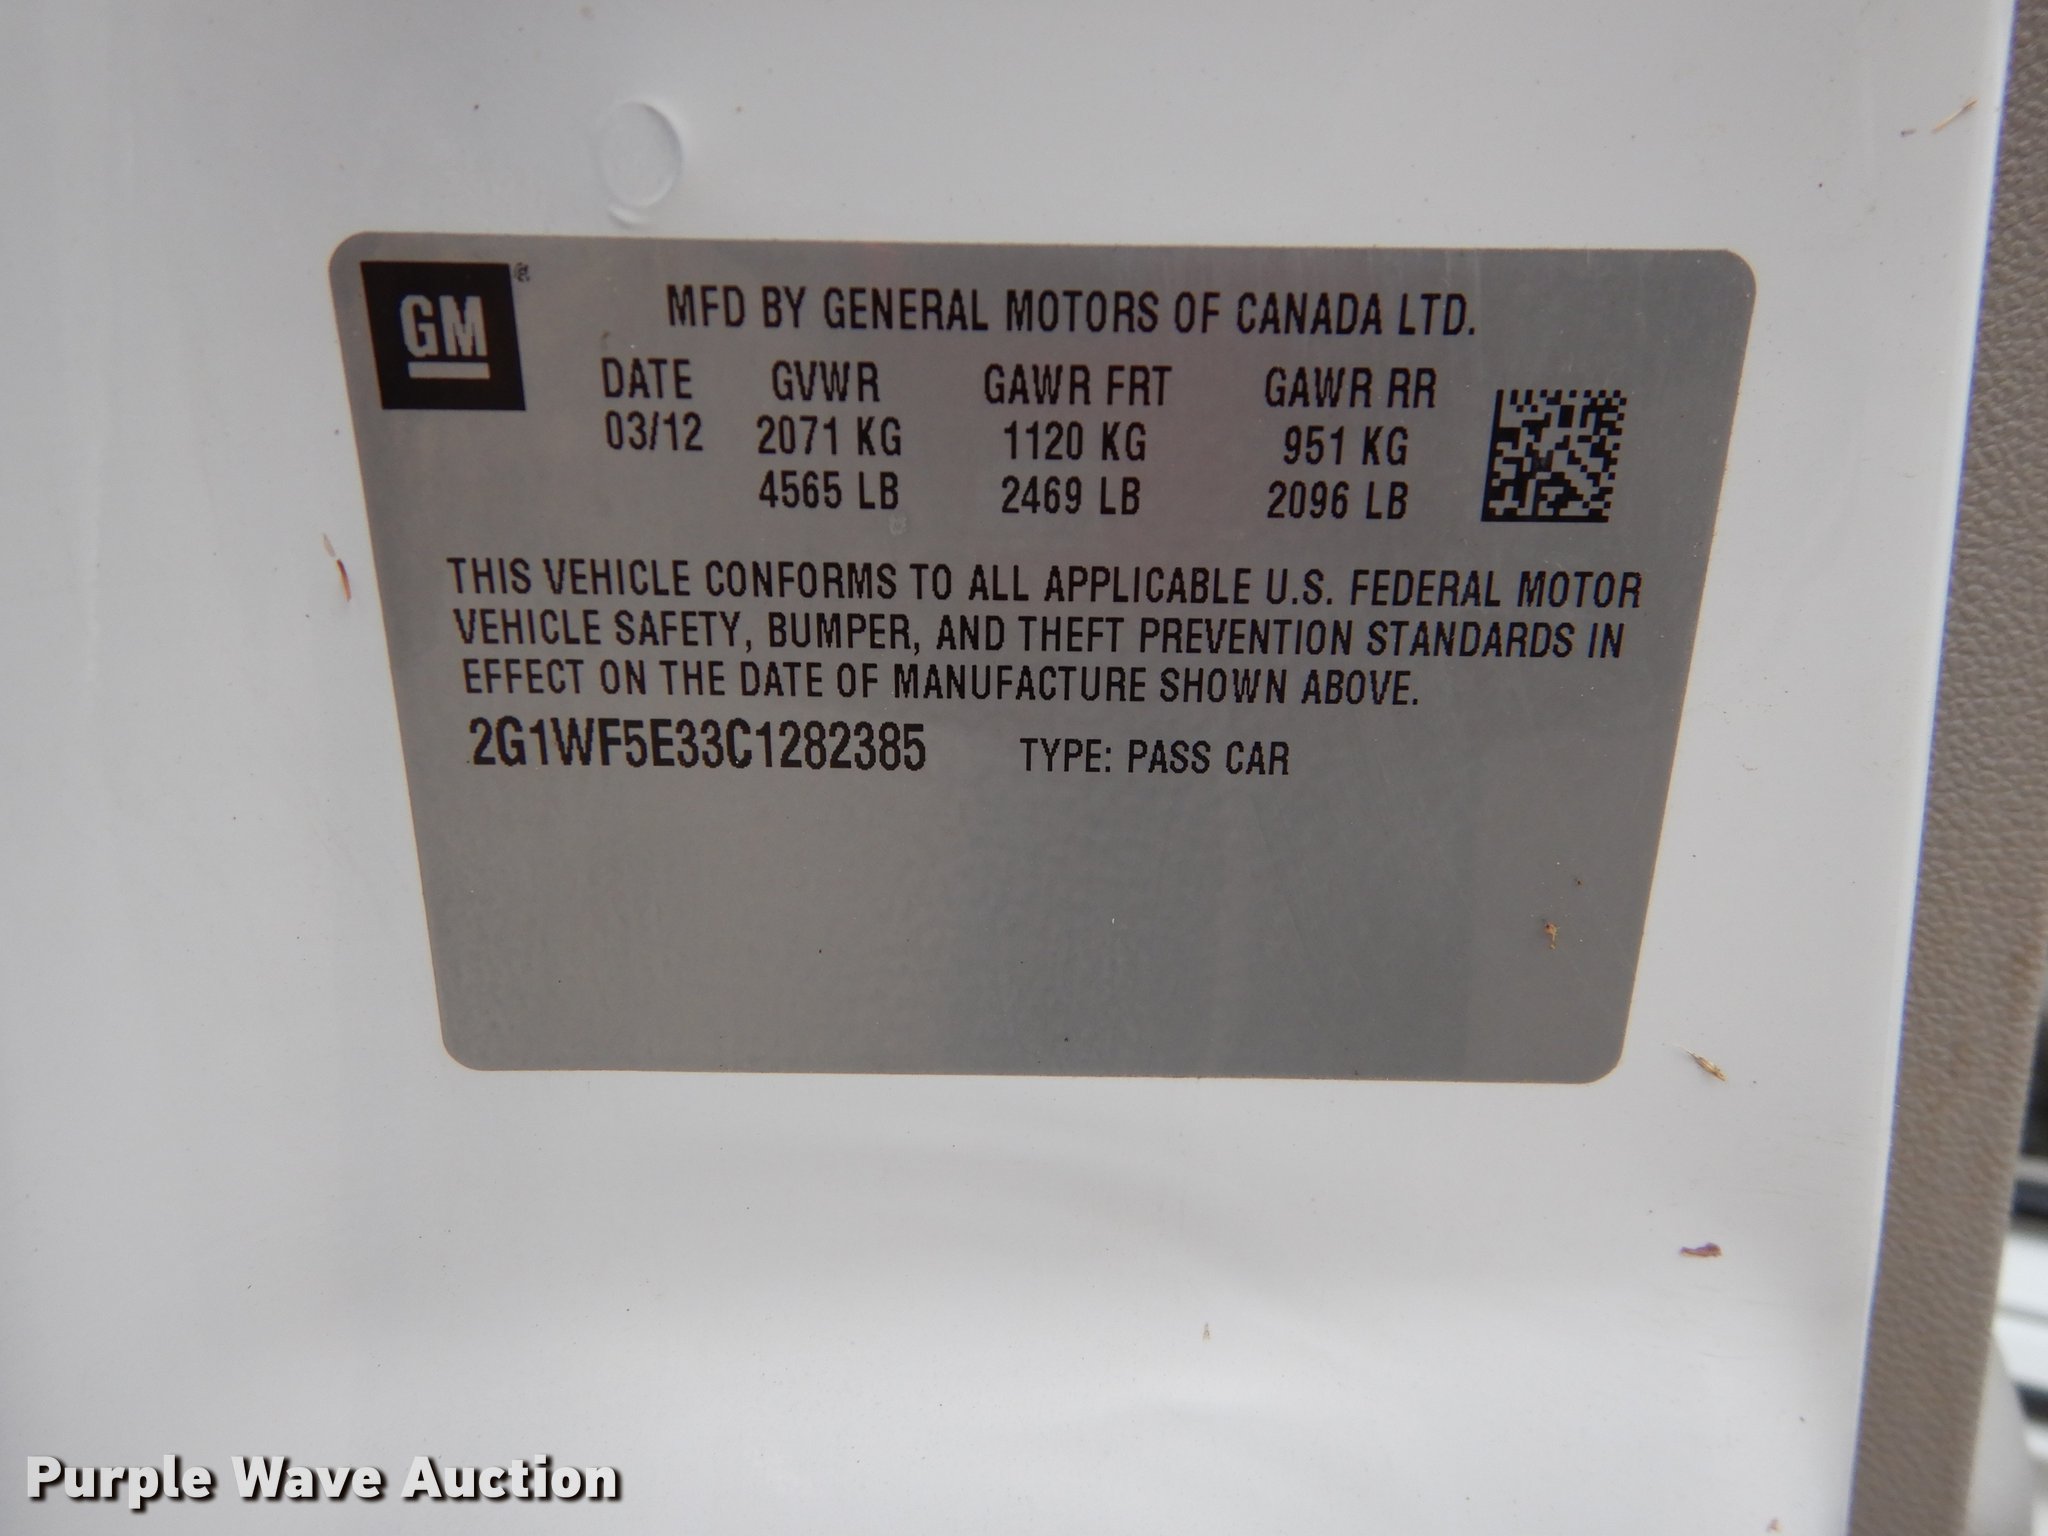 GM®
MFD BY GENERAL MOTORS OF CANADA LTD.
DATE GVWR GAWR FRT GAWR RR
03/12 2071 KG 1120 KG 951 KG
4565 LB 2469 LB 2096 LB
THIS VEHICLE CONFORMS TO ALL APPLICABLE U.S. FEDERAL MOTOR
VEHICLE SAFETY, BUMPER, AND THEFT PREVENTION STANDARDS IN
EFFECT ON THE DATE OF MANUFACTURE SHOWN ABOVE.
2G1WF5E33C1282385 TYPE: PASS CAR
Purple Wave Auction